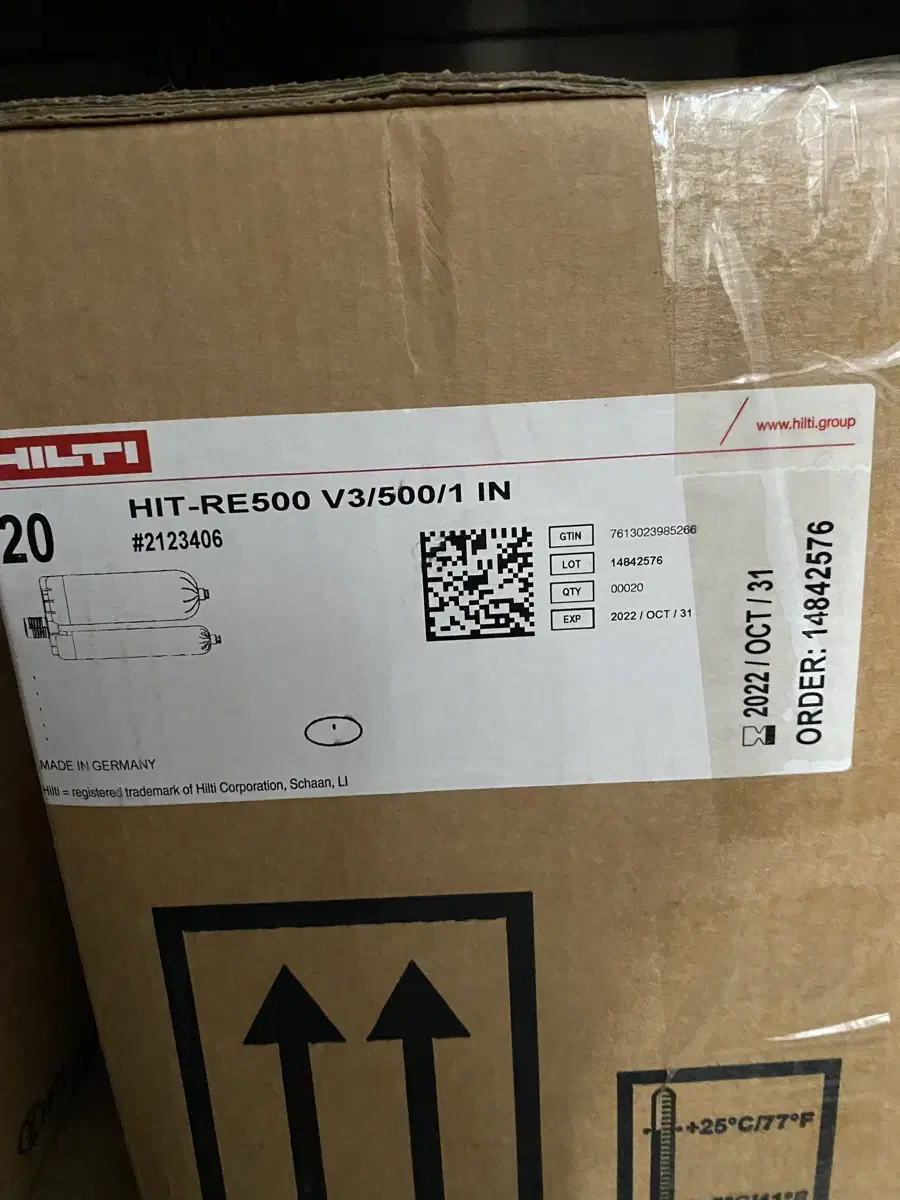 HILTI
www.hilti.group
20
HIT-RE500 V3/500/1 IN
#2123406
GTIN 7613023985266
LOT 14842576
QTY 00020
EXP 2022 / OCT / 31
2022 / OCT / 31
ORDER: 14842576
MADE IN GERMANY
Hilti = registered trademark of Hilti Corporation, Schaan, LI
+25°C/77°F